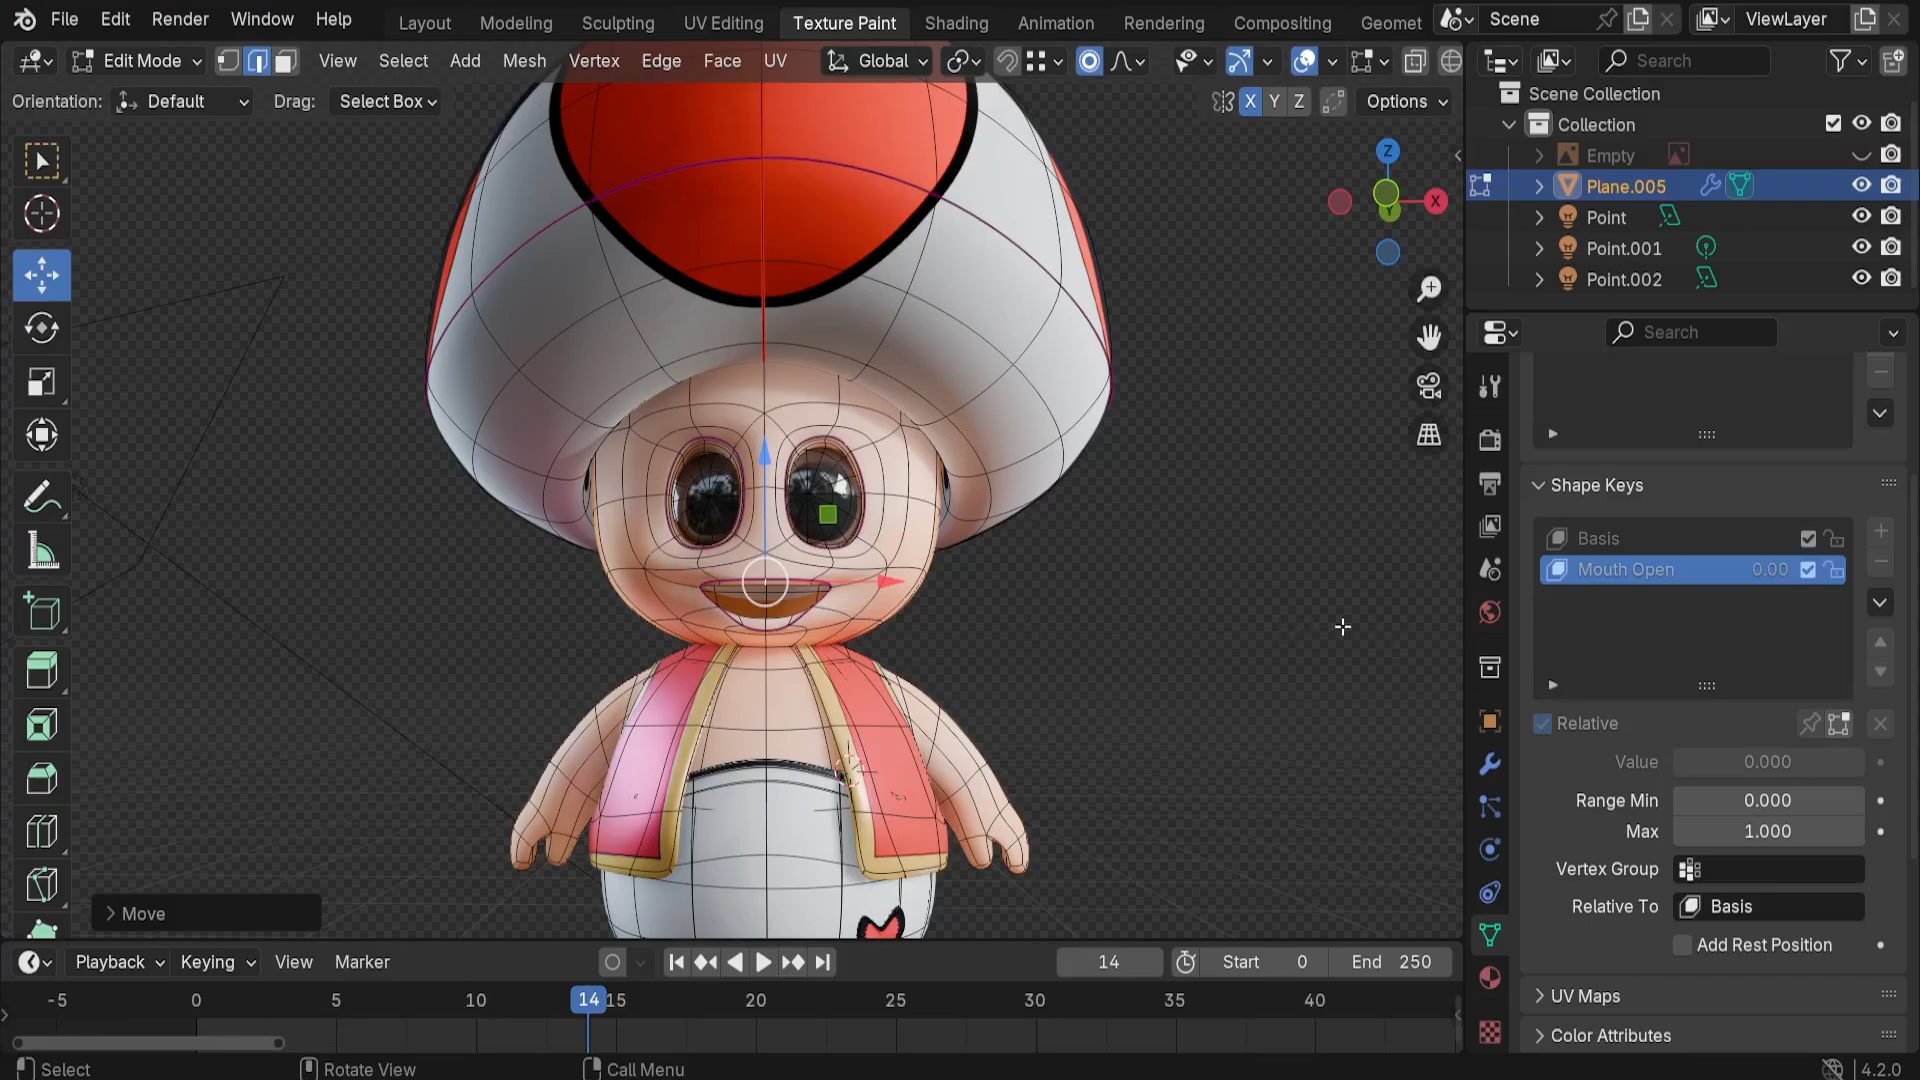 File Edit Render Window Help Layout Modeling Sculpting UV Editing Texture Paint Shading Animation Rendering Compositing Geomet Scene ViewLayer
Edit Mode View Select Add Mesh Vertex Edge Face UV Global Search
Orientation: Default Drag: Select Box X Y Z Options
Scene Collection
Collection
Empty
Plane.005
Point
Point.001
Point.002
Z
Y
X
Search
Shape Keys
Basis
Mouth Open 0.00
Relative
Value 0.000
Range Min 0.000
Max 1.000
Vertex Group
Relative To Basis
Add Rest Position
UV Maps
Color Attributes
Move
Playback Keying View Marker 14 Start 0 End 250
-5 0 5 10 14 15 20 25 30 35 40
Select Rotate View Call Menu 4.2.0